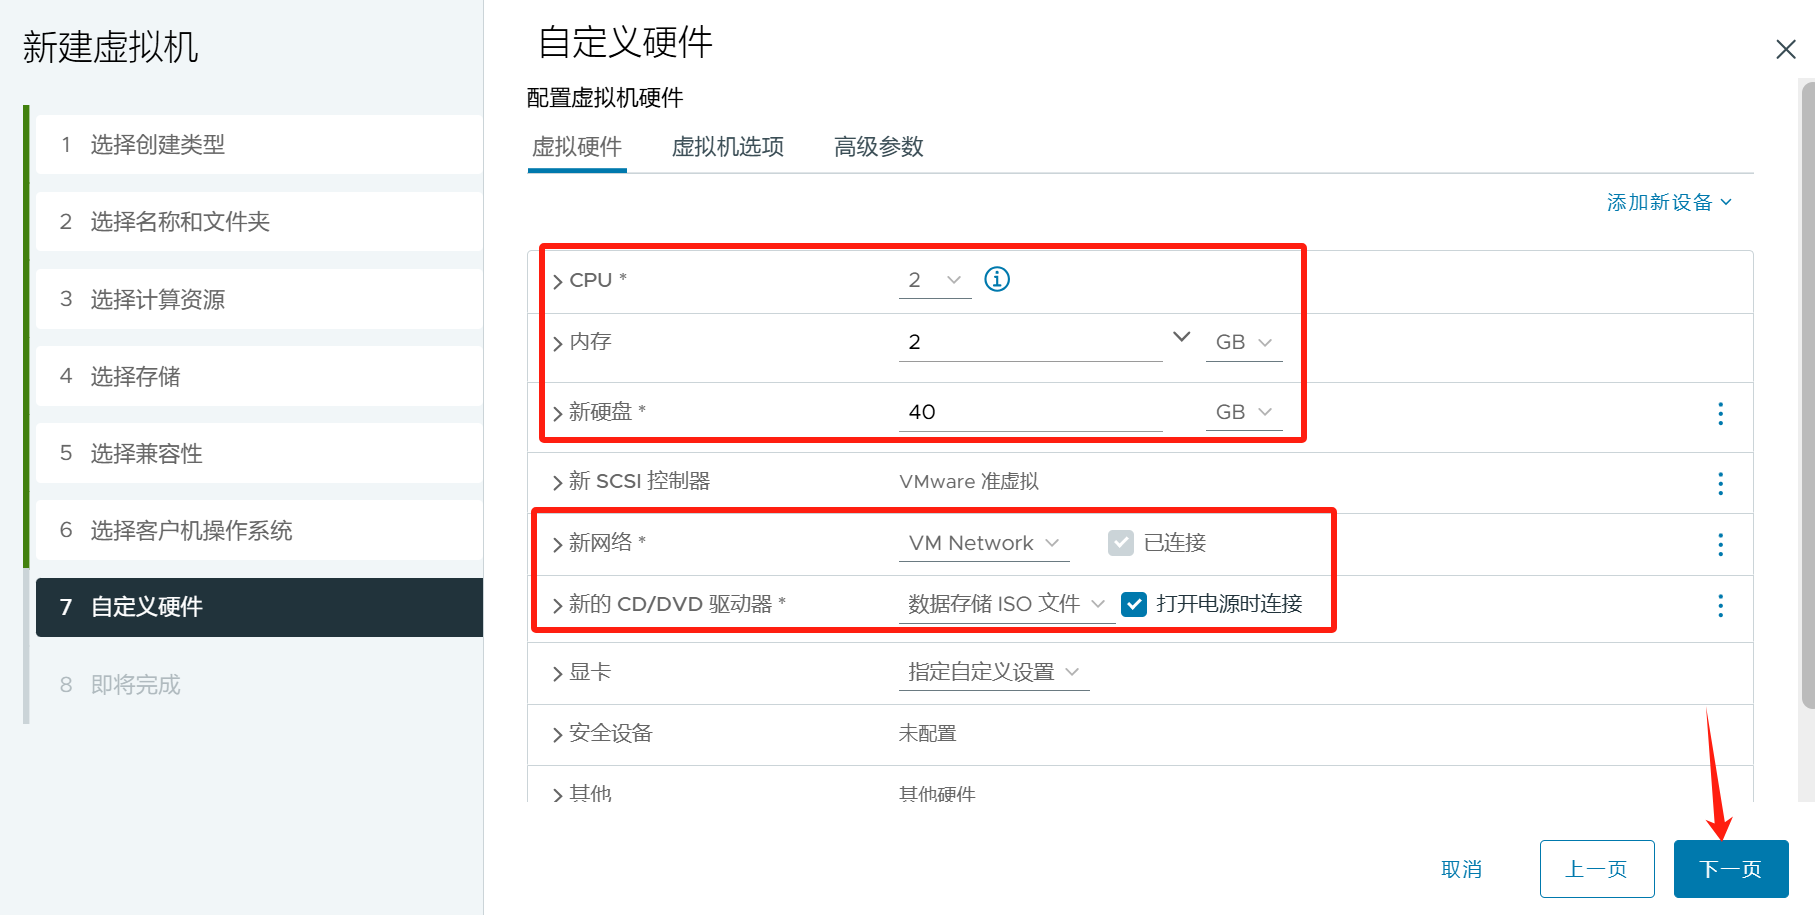 新建虚拟机
1 选择创建类型
2 选择名称和文件夹
3 选择计算资源
4 选择存储
5 选择兼容性
6 选择客户机操作系统
7 自定义硬件
8 即将完成
自定义硬件
配置虚拟机硬件
虚拟硬件 虚拟机选项 高级参数
添加新设备
CPU * 2
内存 2 GB
新硬盘 * 40 GB
新 SCSI 控制器 VMware 准虚拟
新网络 * VM Network 已连接
新的 CD/DVD 驱动器 * 数据存储 ISO 文件 打开电源时连接
显卡 指定自定义设置
安全设备 未配置
其他 其他硬件
取消 上一页 下一页